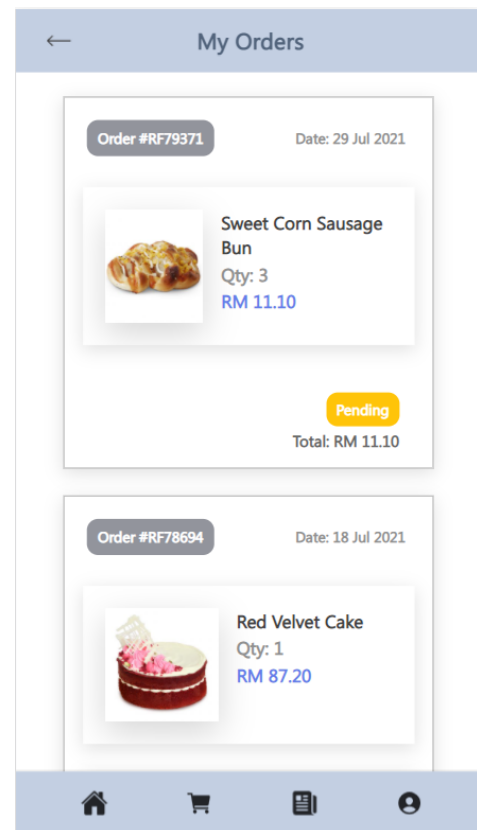 My Orders
Order #RF79371
Date: 29 Jul 2021
Sweet Corn Sausage
Bun
Qty: 3
RM 11.10
Pending
Total: RM 11.10
Order #RF78694
Date: 18 Jul 2021
Red Velvet Cake
Qty: 1
RM 87.20